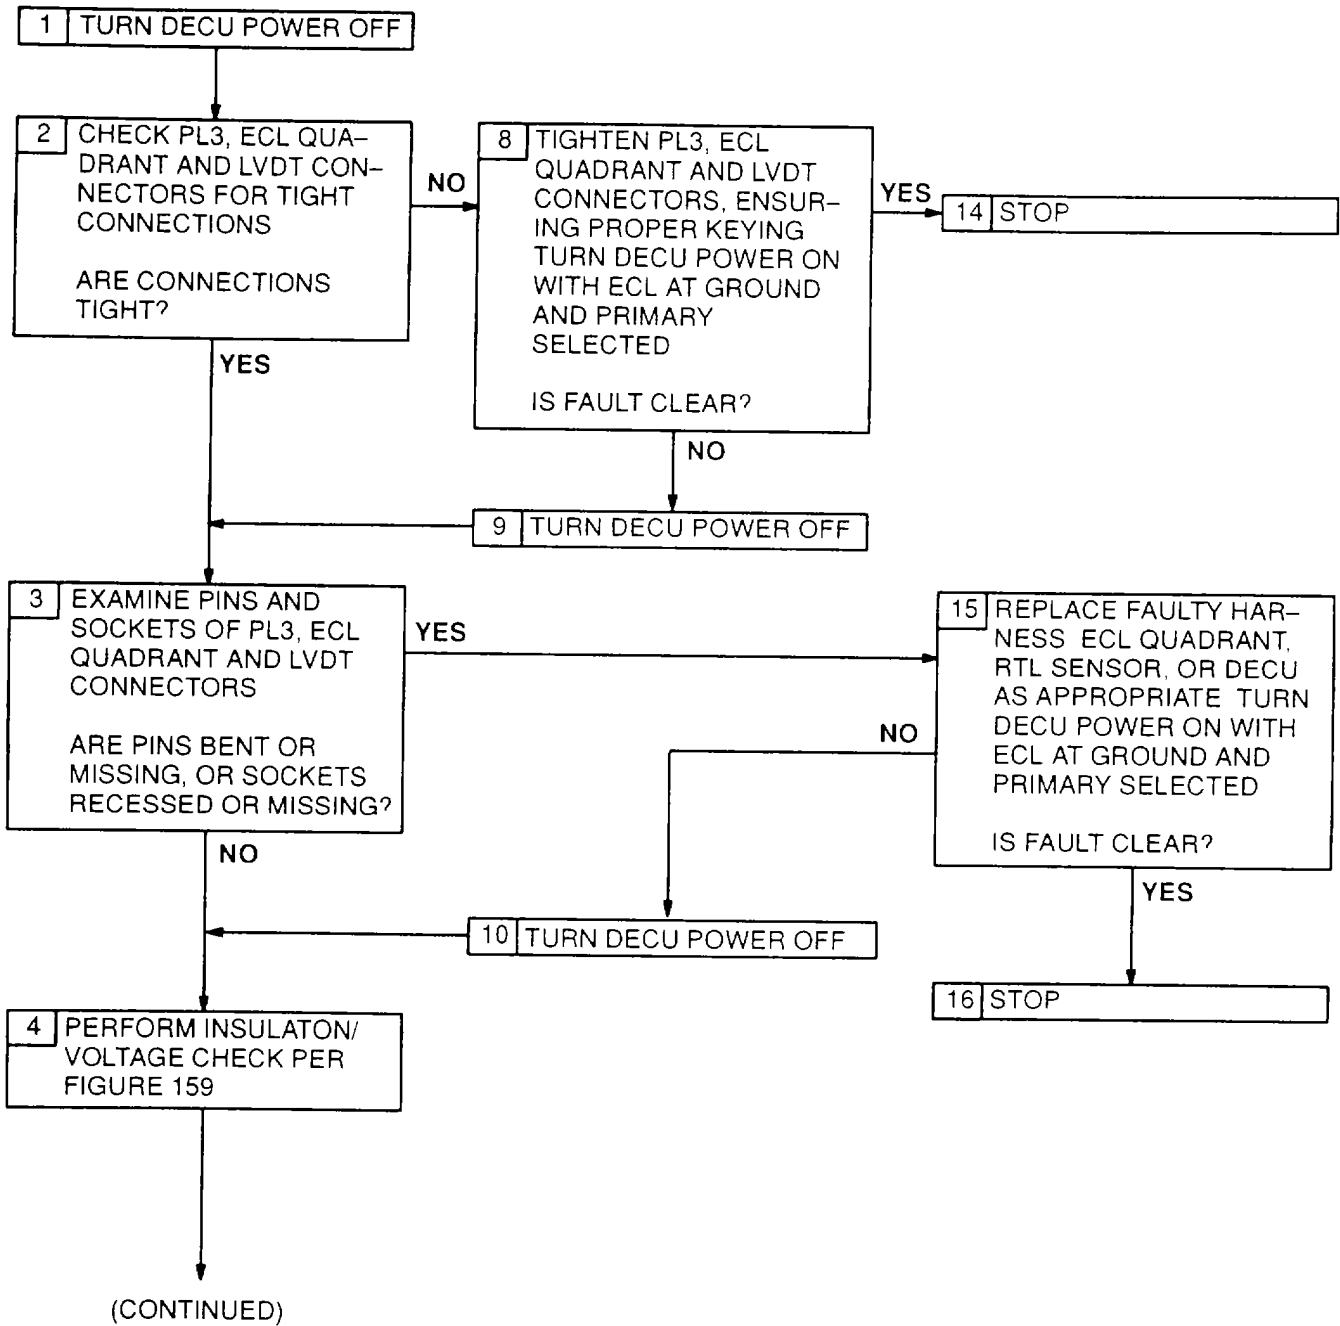 1 TURN DECU POWER OFF
2 CHECK PL3, ECL QUA–
DRANT AND LVDT CON–
NECTORS FOR TIGHT
CONNECTIONS
ARE CONNECTIONS
TIGHT?
NO
YES
8 TIGHTEN PL3, ECL
QUADRANT AND LVDT
CONNECTORS, ENSUR–
ING PROPER KEYING
TURN DECU POWER ON
WITH ECL AT GROUND
AND PRIMARY
SELECTED
IS FAULT CLEAR?
YES
14 STOP
NO
9 TURN DECU POWER OFF
3 EXAMINE PINS AND
SOCKETS OF PL3, ECL
QUADRANT AND LVDT
CONNECTORS
ARE PINS BENT OR
MISSING, OR SOCKETS
RECESSED OR MISSING?
YES
NO
15 REPLACE FAULTY HAR–
NESS ECL QUADRANT,
RTL SENSOR, OR DECU
AS APPROPRIATE TURN
DECU POWER ON WITH
ECL AT GROUND AND
PRIMARY SELECTED
IS FAULT CLEAR?
NO
YES
10 TURN DECU POWER OFF
16 STOP
4 PERFORM INSULATON/
VOLTAGE CHECK PER
FIGURE 159
(CONTINUED)